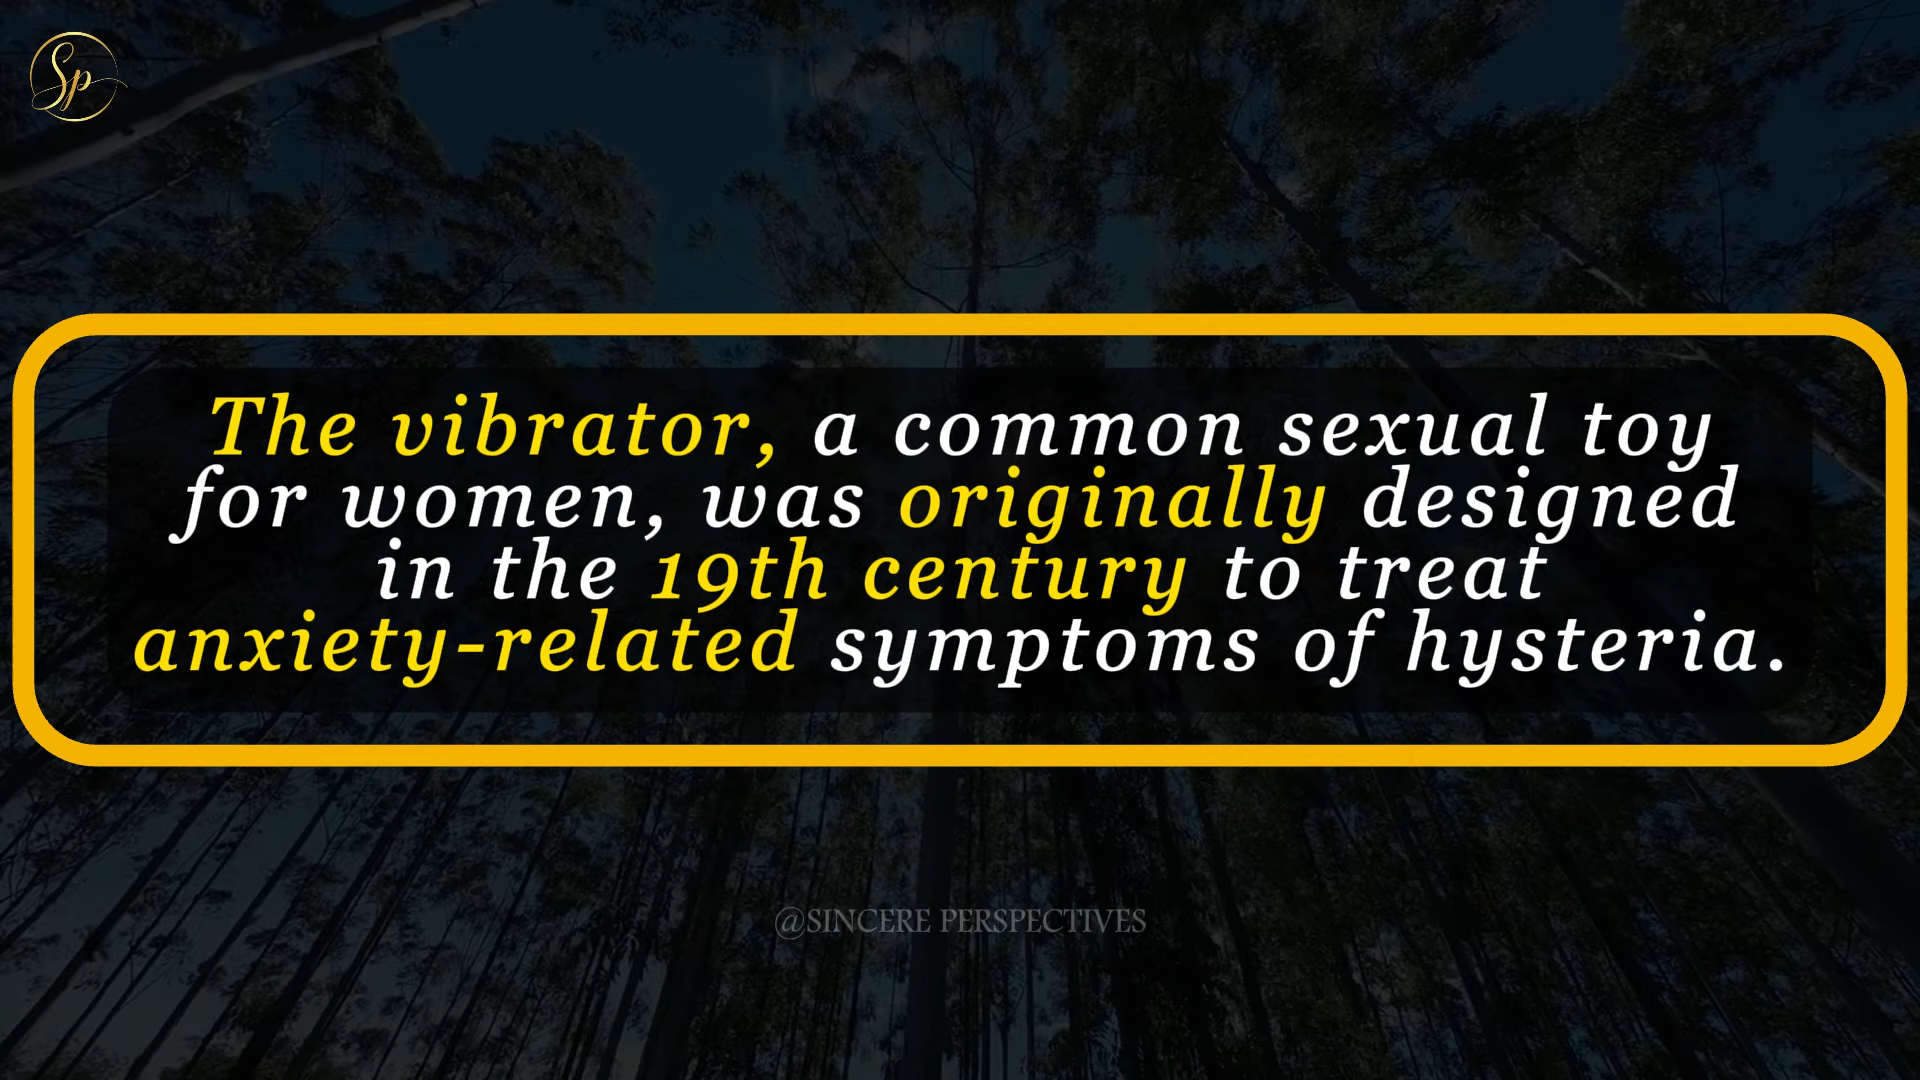 Sp
The vibrator, a common sexual toy
for women, was originally designed
in the 19th century to treat
anxiety-related symptoms of hysteria.
@SINCERE PERSPECTIVES